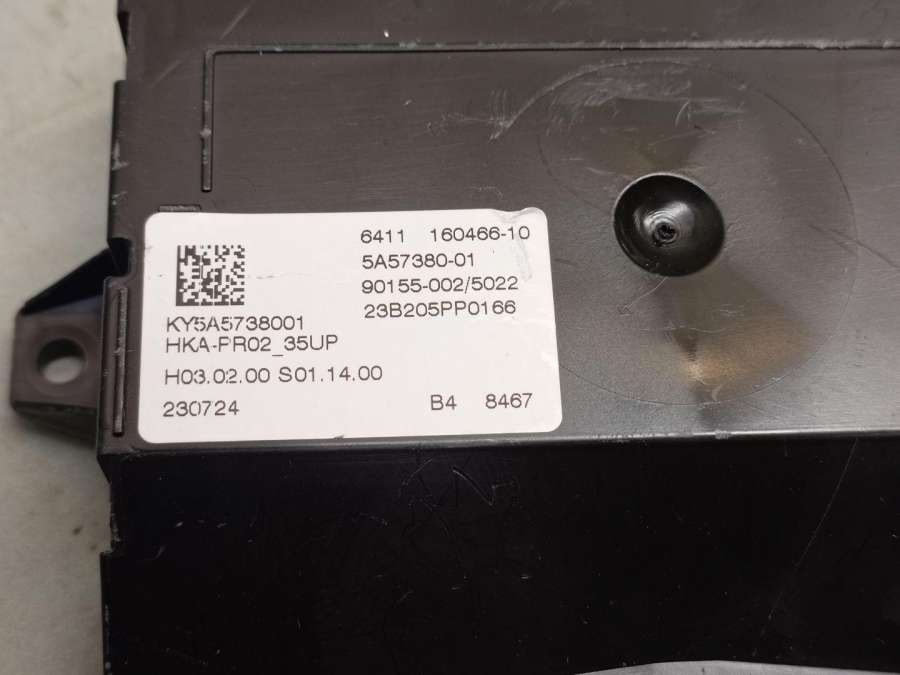 6411 160466-10
5A57380-01
90155-002/5022
23B205PP0166
KY5A5738001
HKA-PR02_35UP
H03.02.00 S01.14.00
230724 B4 8467